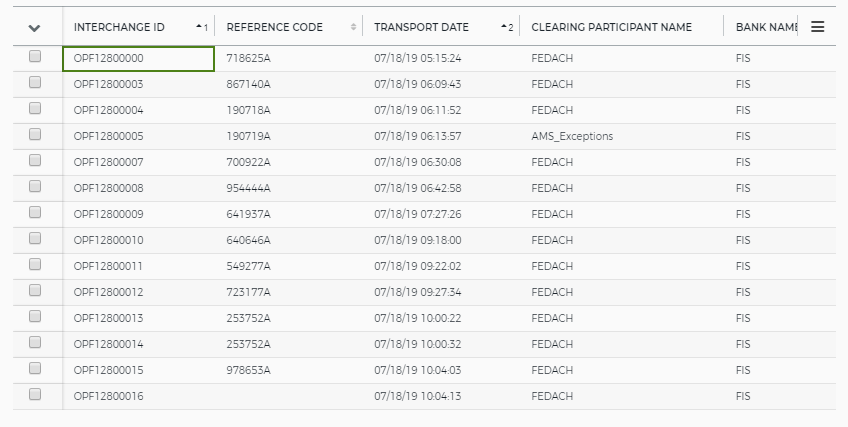 INTERCHANGE ID 1 REFERENCE CODE TRANSPORT DATE 2 CLEARING PARTICIPANT NAME BANK NAME
OPF12800000 718625A 07/18/19 05:15:24 FEDACH FIS
OPF12800003 867140A 07/18/19 06:09:43 FEDACH FIS
OPF12800004 190718A 07/18/19 06:11:52 FEDACH FIS
OPF12800005 190719A 07/18/19 06:13:57 AMS_Exceptions FIS
OPF12800007 700922A 07/18/19 06:30:08 FEDACH FIS
OPF12800008 954444A 07/18/19 06:42:58 FEDACH FIS
OPF12800009 641937A 07/18/19 07:27:26 FEDACH FIS
OPF12800010 640646A 07/18/19 09:18:00 FEDACH FIS
OPF12800011 549277A 07/18/19 09:22:02 FEDACH FIS
OPF12800012 723177A 07/18/19 09:27:34 FEDACH FIS
OPF12800013 253752A 07/18/19 10:00:22 FEDACH FIS
OPF12800014 253752A 07/18/19 10:00:32 FEDACH FIS
OPF12800015 978653A 07/18/19 10:04:03 FEDACH FIS
OPF12800016 07/18/19 10:04:13 FEDACH FIS